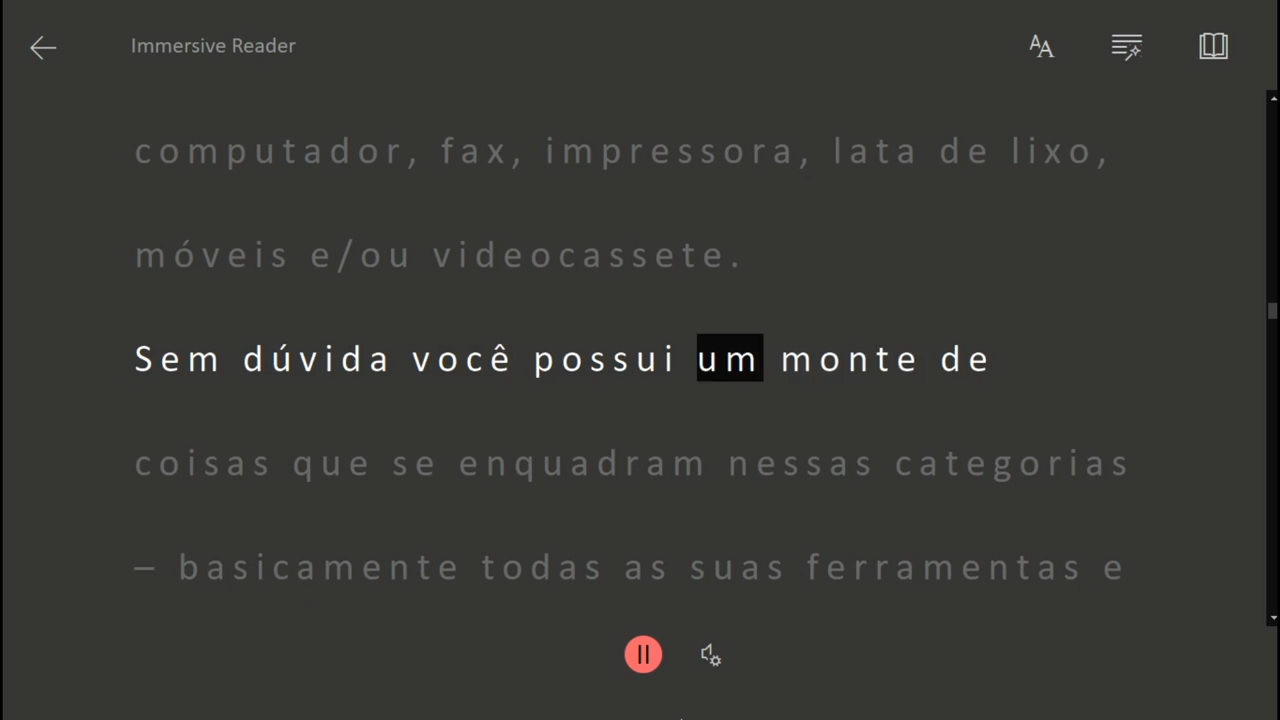 Immersive Reader
computador, fax, impressora, lata de lixo,
móveis e/ou videocassete.
Sem dúvida você possui um monte de
coisas que se enquadram nessas categorias
– basicamente todas as suas ferramentas e